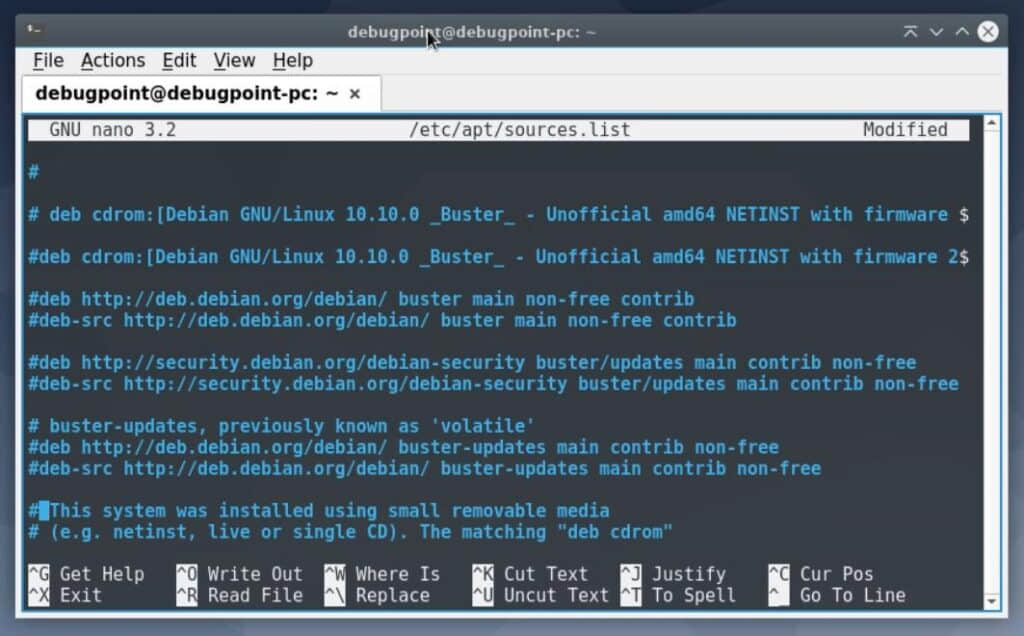 debugpoint@debugpoint-pc: ~
File Actions Edit View Help
debugpoint@debugpoint-pc: ~ ×
GNU nano 3.2 /etc/apt/sources.list Modified
#
# deb cdrom:[Debian GNU/Linux 10.10.0 _Buster_ - Unofficial amd64 NETINST with firmware $
#deb cdrom:[Debian GNU/Linux 10.10.0 _Buster_ - Unofficial amd64 NETINST with firmware 2$
#deb http://deb.debian.org/debian/ buster main non-free contrib
#deb-src http://deb.debian.org/debian/ buster main non-free contrib
#deb http://security.debian.org/debian-security buster/updates main contrib non-free
#deb-src http://security.debian.org/debian-security buster/updates main contrib non-free
# buster-updates, previously known as 'volatile'
#deb http://deb.debian.org/debian/ buster-updates main contrib non-free
#deb-src http://deb.debian.org/debian/ buster-updates main contrib non-free
# This system was installed using small removable media
# (e.g. netinst, live or single CD). The matching "deb cdrom"
^G Get Help ^O Write Out ^W Where Is ^K Cut Text ^J Justify ^C Cur Pos
^X Exit ^R Read File ^\ Replace ^U Uncut Text ^T To Spell ^_ Go To Line